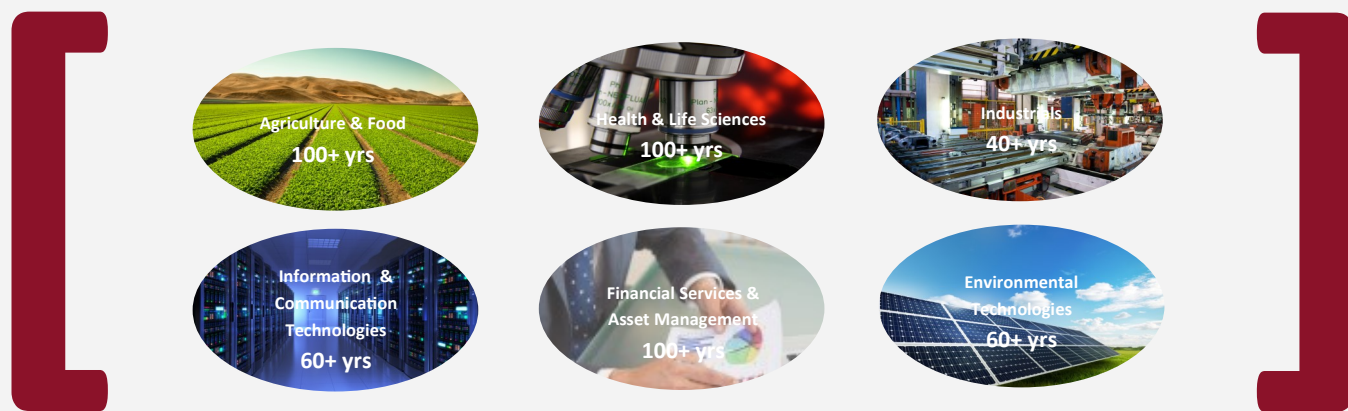 Agriculture & Food
100+ yrs
Health & Life Sciences
100+ yrs
Industrials
40+ yrs
Information &
Communication
Technologies
60+ yrs
Financial Services &
Asset Management
100+ yrs
Environmental
Technologies
60+ yrs